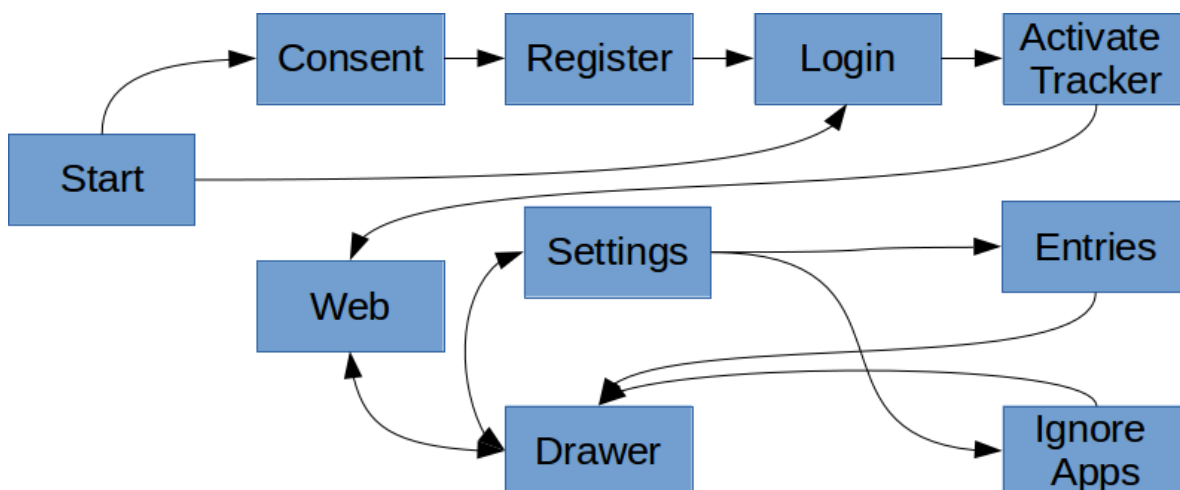 Consent
Register
Login
Activate
Tracker
Start
Settings
Entries
Web
Drawer
Ignore
Apps